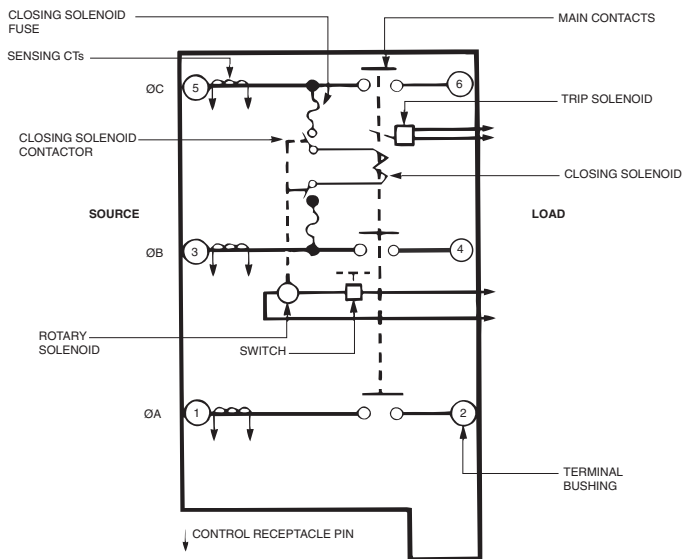 CLOSING SOLENOID
FUSE
MAIN CONTACTS
SENSING CTs
ØC
5
6
TRIP SOLENOID
CLOSING SOLENOID
CONTACTOR
CLOSING SOLENOID
SOURCE
LOAD
ØB
3
4
ROTARY
SOLENOID
SWITCH
ØA
1
2
TERMINAL
BUSHING
CONTROL RECEPTACLE PIN